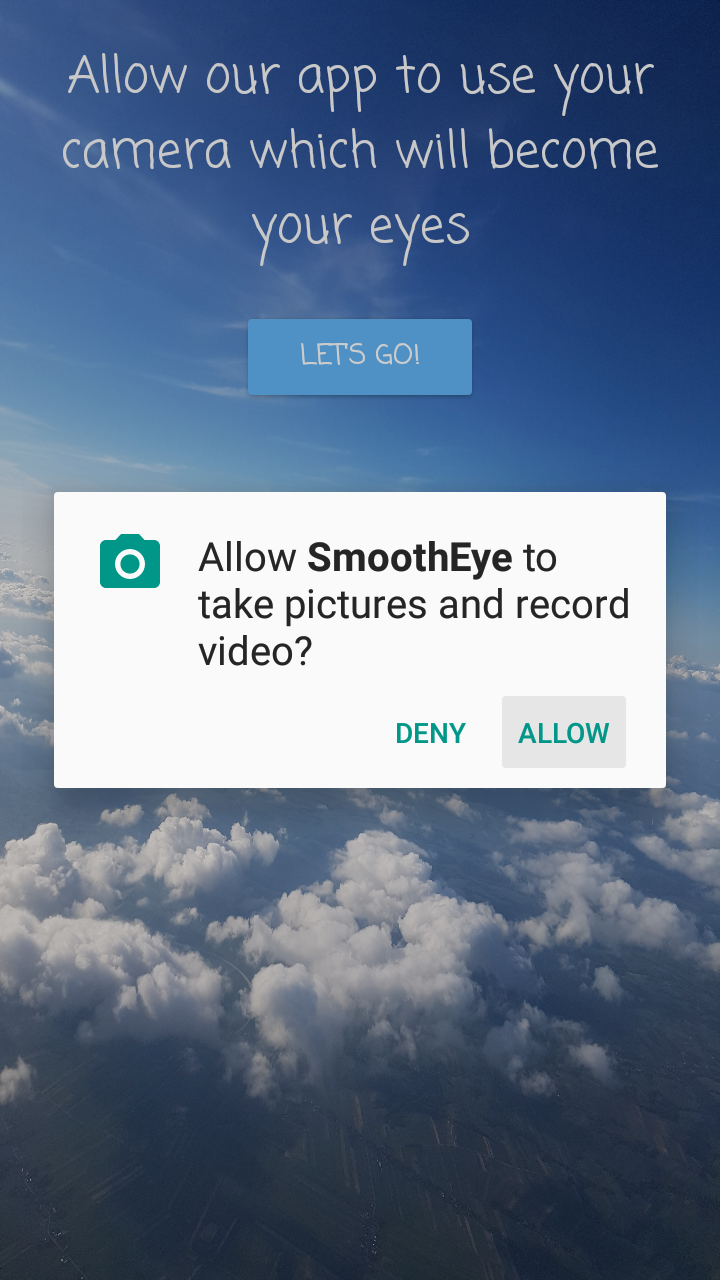 Allow our app to use your
camera which will become
your eyes
LET'S GO!
Allow SmoothEye to
take pictures and record
video?
DENY ALLOW